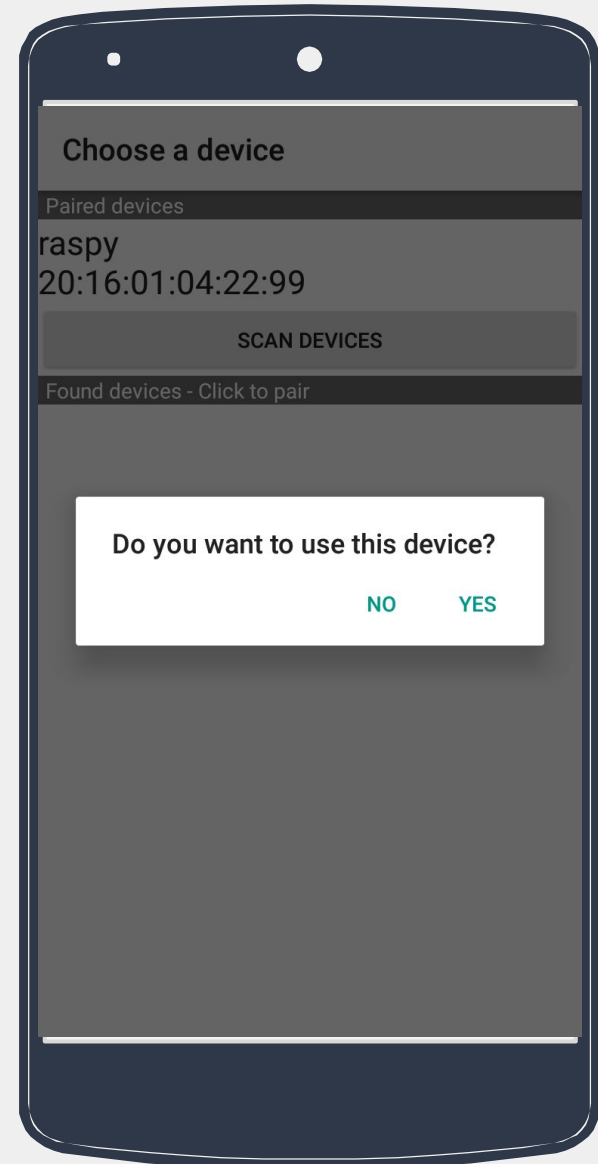 Choose a device
Paired devices
raspy
20:16:01:04:22:99
SCAN DEVICES
Found devices - Click to pair
Do you want to use this device?
NO YES